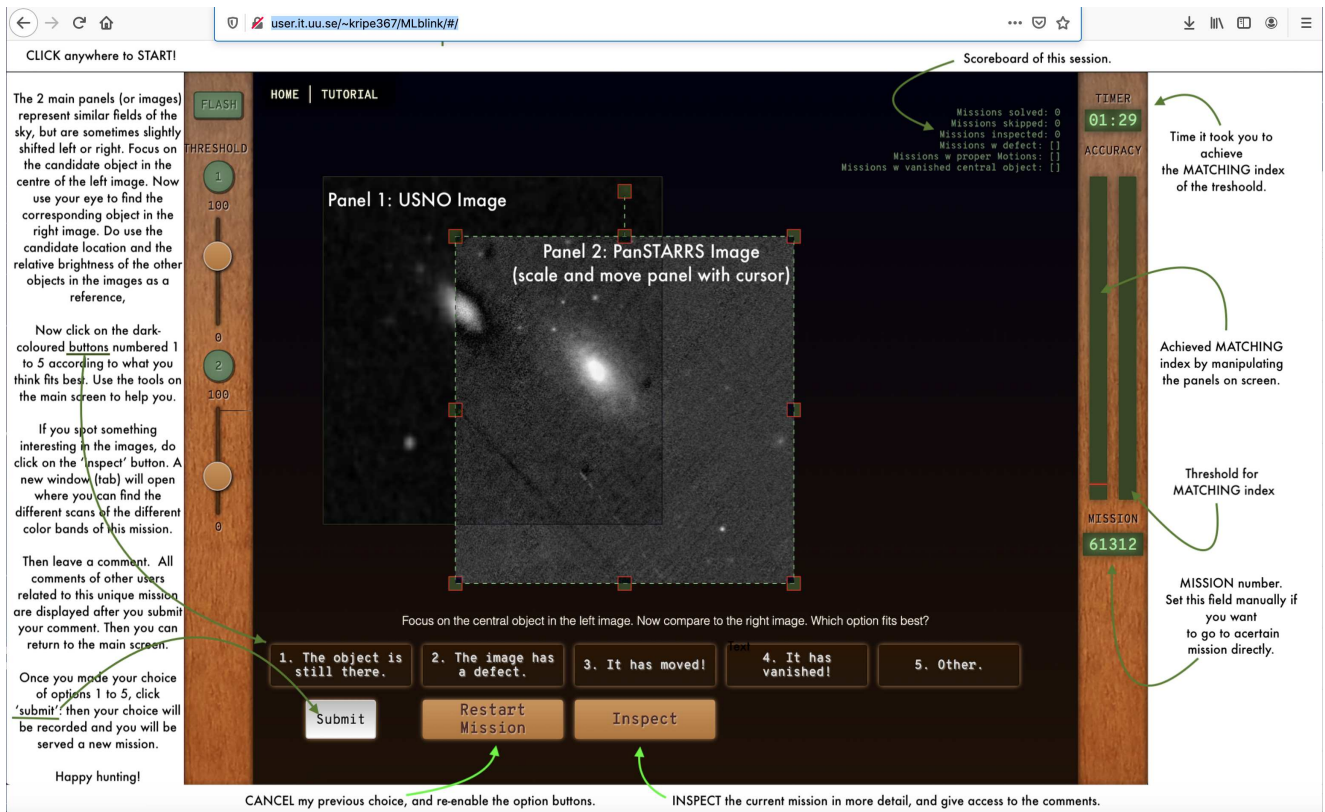 user.it.uu.se/~kripe367/MLblink/#/
CLICK anywhere to START!
Scoreboard of this session.
The 2 main panels (or images)
represent similar fields of the
sky, but are sometimes slightly
shifted left or right. Focus on
the candidate object in the
centre of the left image. Now
use your eye to find the
corresponding object in the
right image. Do use the
candidate location and the
relative brightness of the other
objects in the images as a
reference,
Now click on the dark-
coloured buttons numbered 1
to 5 according to what you
think fits best. Use the tools on
the main screen to help you.
If you spot something
interesting in the images, do
click on the 'Inspect' button. A
new window (tab) will open
where you can find the
different scans of the different
color bands of this mission.
Then leave a comment. All
comments of other users
related to this unique mission
are displayed after you submit
your comment. Then you can
return to the main screen.
Once you made your choice
of options 1 to 5, click
'submit': then your choice will
be recorded and you will be
served a new mission.
Happy hunting!
FLASH
THRESHOLD
1
100
0
2
100
0
HOME | TUTORIAL
Missions solved: 0
Missions skipped: 0
Missions inspected: 0
Missions w defect: []
Missions w proper Motions: []
Missions w vanished central object: []
Panel 1: USNO Image
Panel 2: PanSTARRS Image
(scale and move panel with cursor)
Focus on the central object in the left image. Now compare to the right image. Which option fits best?
Text
1. The object is
still there.
2. The image has
a defect.
3. It has moved!
4. It has
vanished!
5. Other.
Submit
Restart
Mission
Inspect
TIMER
01:29
ACCURACY
MISSION
61312
Time it took you to
achieve
the MATCHING index
of the treshoold.
Achieved MATCHING
index by manipulating
the panels on screen.
Threshold for
MATCHING index
MISSION number.
Set this field manually if
you want
to go to acertain
mission directly.
CANCEL my previous choice, and re-enable the option buttons.
INSPECT the current mission in more detail, and give access to the comments.